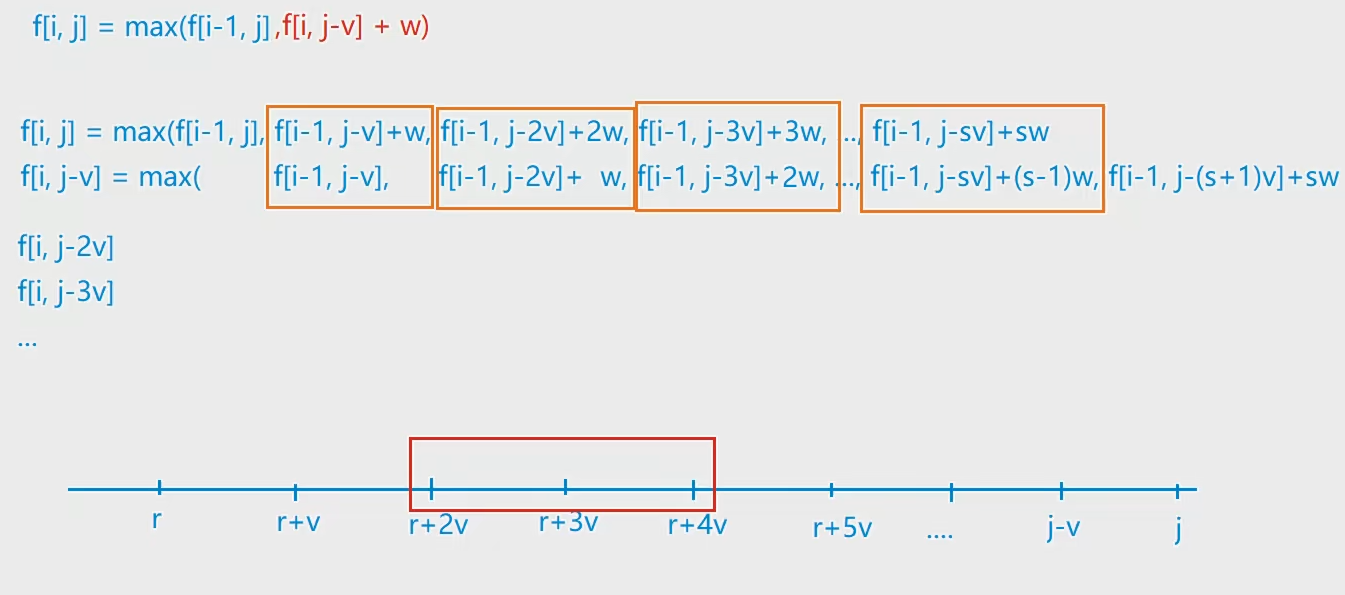 f[i, j] = max(f[i-1, j],f[i, j-v] + w)
f[i, j] = max(f[i-1, j], f[i-1, j-v]+w, f[i-1, j-2v]+2w, f[i-1, j-3v]+3w, ..., f[i-1, j-sv]+sw
f[i, j-v] = max( f[i-1, j-v], f[i-1, j-2v]+ w, f[i-1, j-3v]+2w, ..., f[i-1, j-sv]+(s-1)w, f[i-1, j-(s+1)v]+sw
f[i, j-2v]
f[i, j-3v]
...
r r+v r+2v r+3v r+4v r+5v .... j-v j